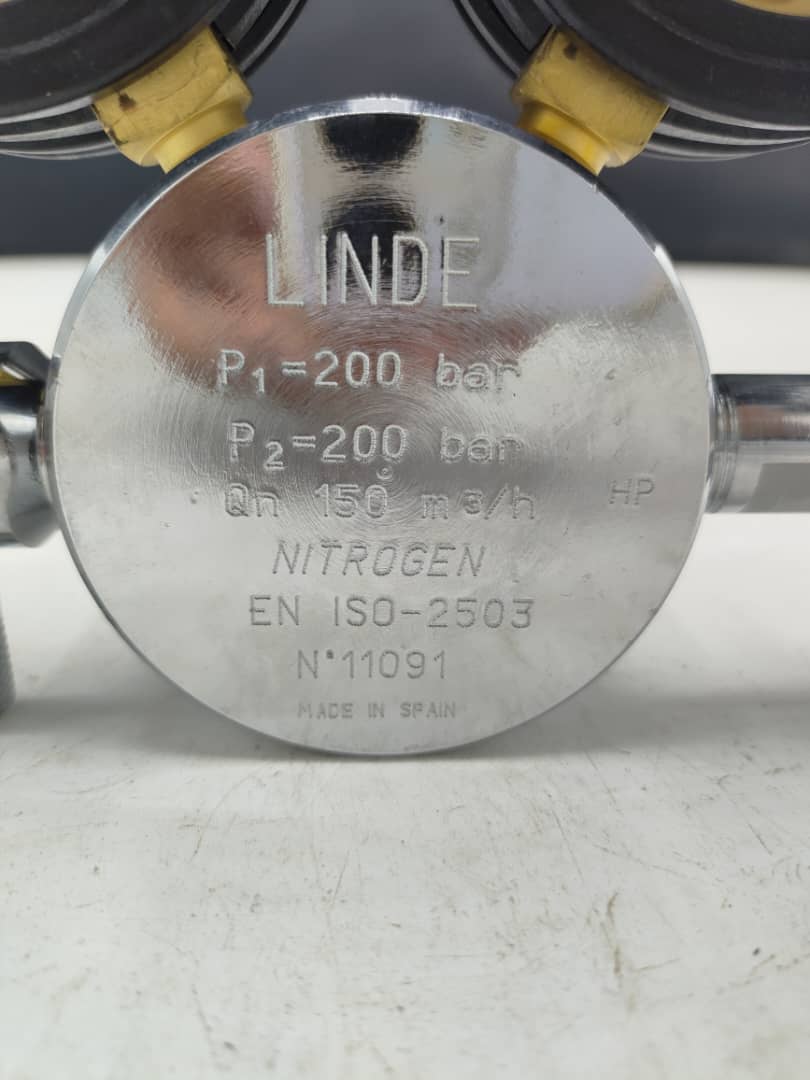 LINDE
P1=200 bar
P2=200 bar
Qn 150 m3/h
HP
NITROGEN
EN ISO-2503
N°11091
MADE IN SPAIN